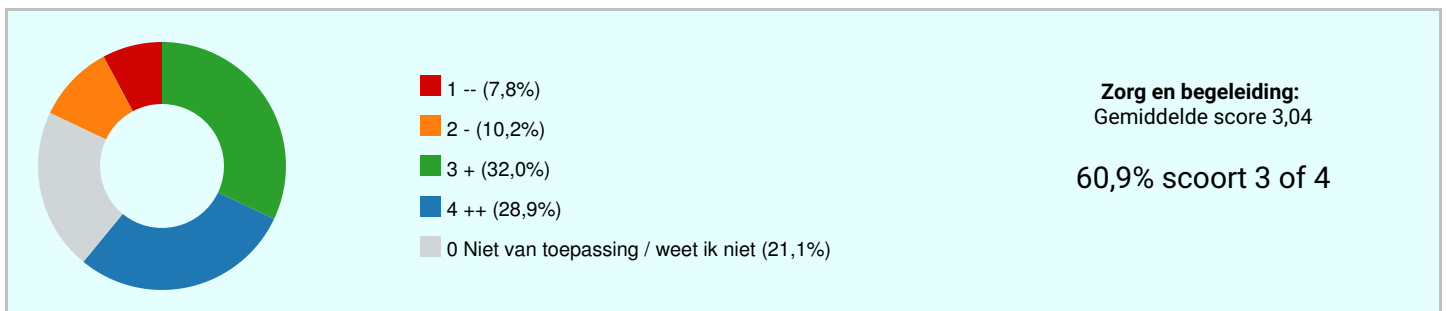 1 -- (7,8%)
2 - (10,2%)
3 + (32,0%)
4 ++ (28,9%)
0 Niet van toepassing / weet ik niet (21,1%)
Zorg en begeleiding:
Gemiddelde score 3,04
60,9% scoort 3 of 4